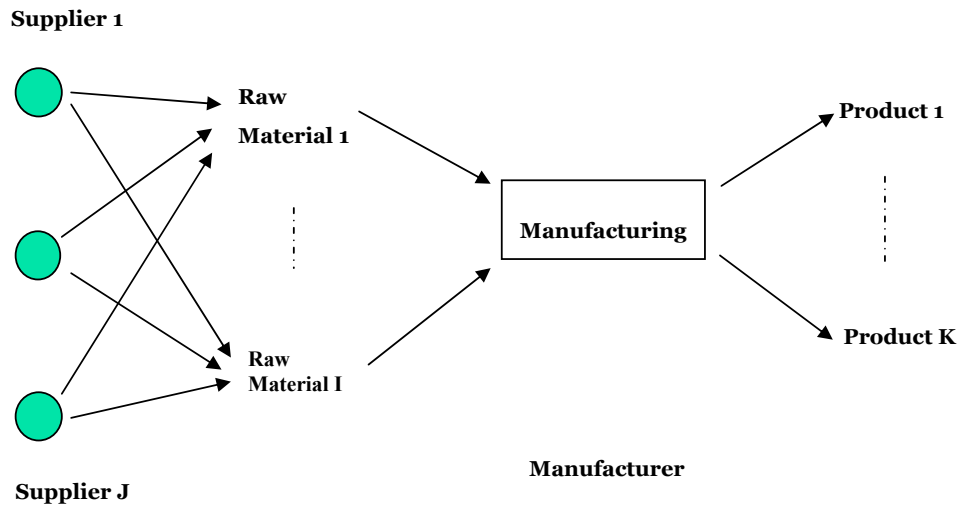 Supplier 1
Raw
Material 1
Product 1
Manufacturing
Product K
Raw
Material I
Manufacturer
Supplier J